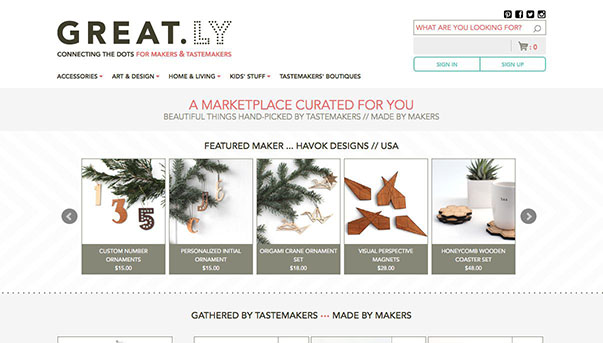 GREAT.LY
CONNECTING THE DOTS FOR MAKERS & TASTEMAKERS
WHAT ARE YOU LOOKING FOR?
: 0
SIGN IN
SIGN UP
ACCESSORIES
ART & DESIGN
HOME & LIVING
KIDS' STUFF
TASTEMAKERS' BOUTIQUES
A MARKETPLACE CURATED FOR YOU
BEAUTIFUL THINGS HAND-PICKED BY TASTEMAKERS // MADE BY MAKERS
FEATURED MAKER ... HAVOK DESIGNS // USA
1 3 5
CUSTOM NUMBER
ORNAMENTS
$15.00
PERSONALIZED INITIAL
ORNAMENT
$15.00
ORIGAMI CRANE ORNAMENT
SET
$18.00
VISUAL PERSPECTIVE
MAGNETS
$28.00
tea
HONEYCOMB WOODEN
COASTER SET
$48.00
GATHERED BY TASTEMAKERS ••• MADE BY MAKERS